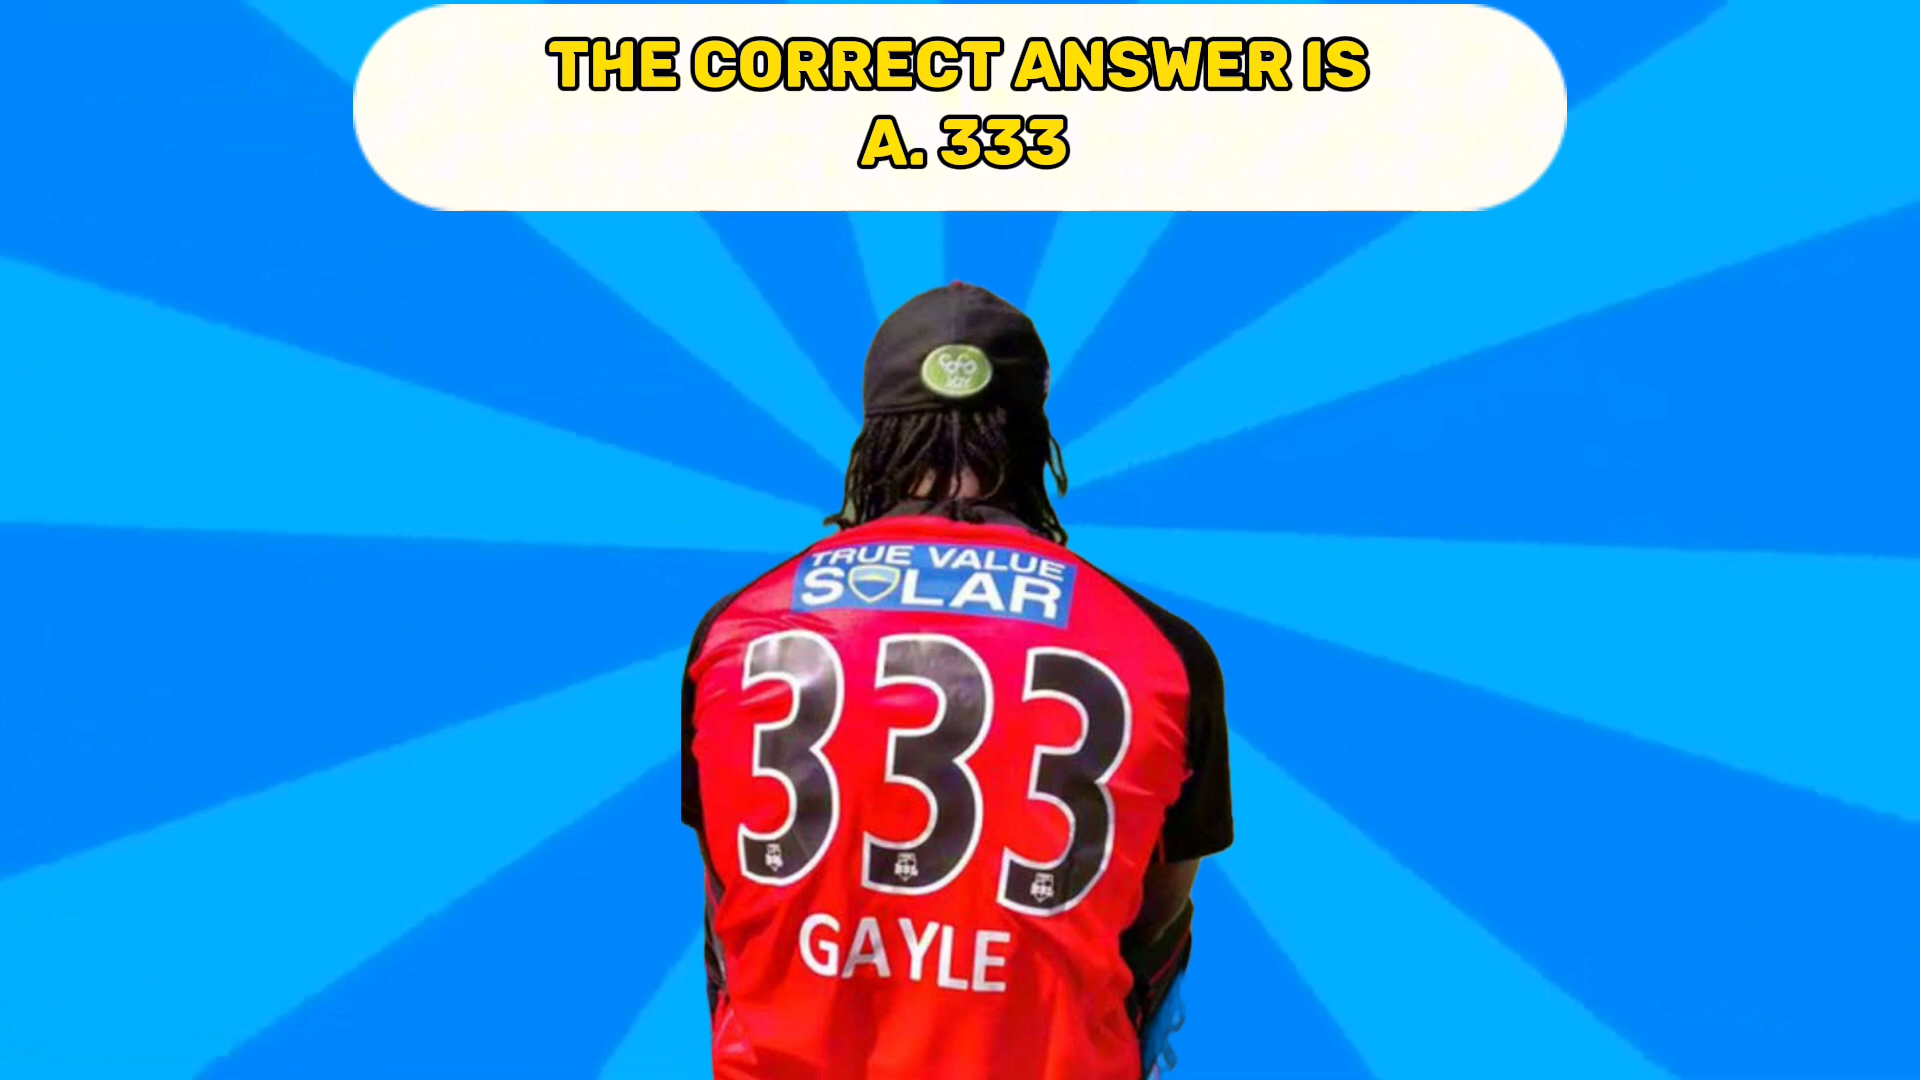 THE CORRECT ANSWER IS
A. 333
TRUE VALUE
SOLAR
333
GAYLE